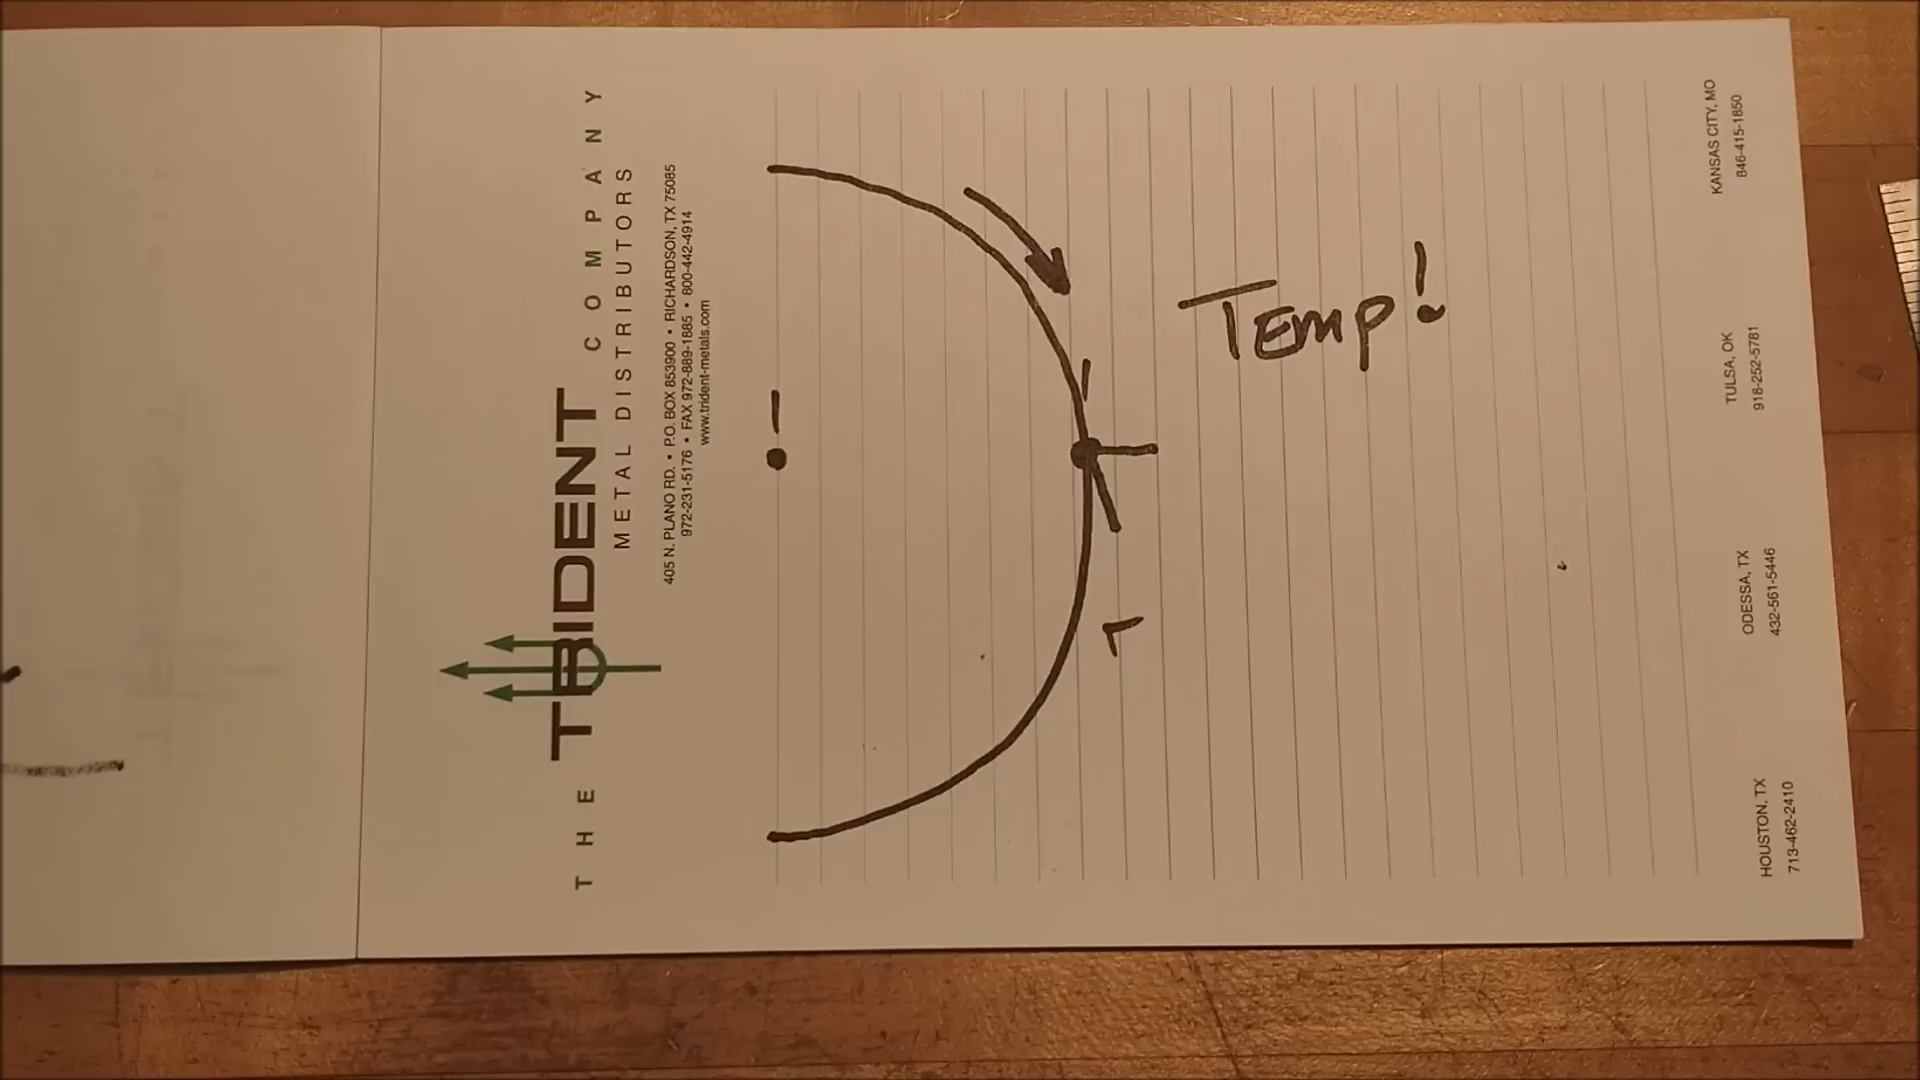 THE TRIDENT COMPANY
METAL DISTRIBUTORS
405 N. PLANO RD. • P.O. BOX 853900 • RICHARDSON, TX 75085
972-231-5176 • FAX 972-889-1885 • 800-442-4914
www.trident-metals.com
TEMP!
HOUSTON, TX
713-462-2410
ODESSA, TX
432-561-5446
TULSA, OK
918-252-5781
KANSAS CITY, MO
846-415-1850